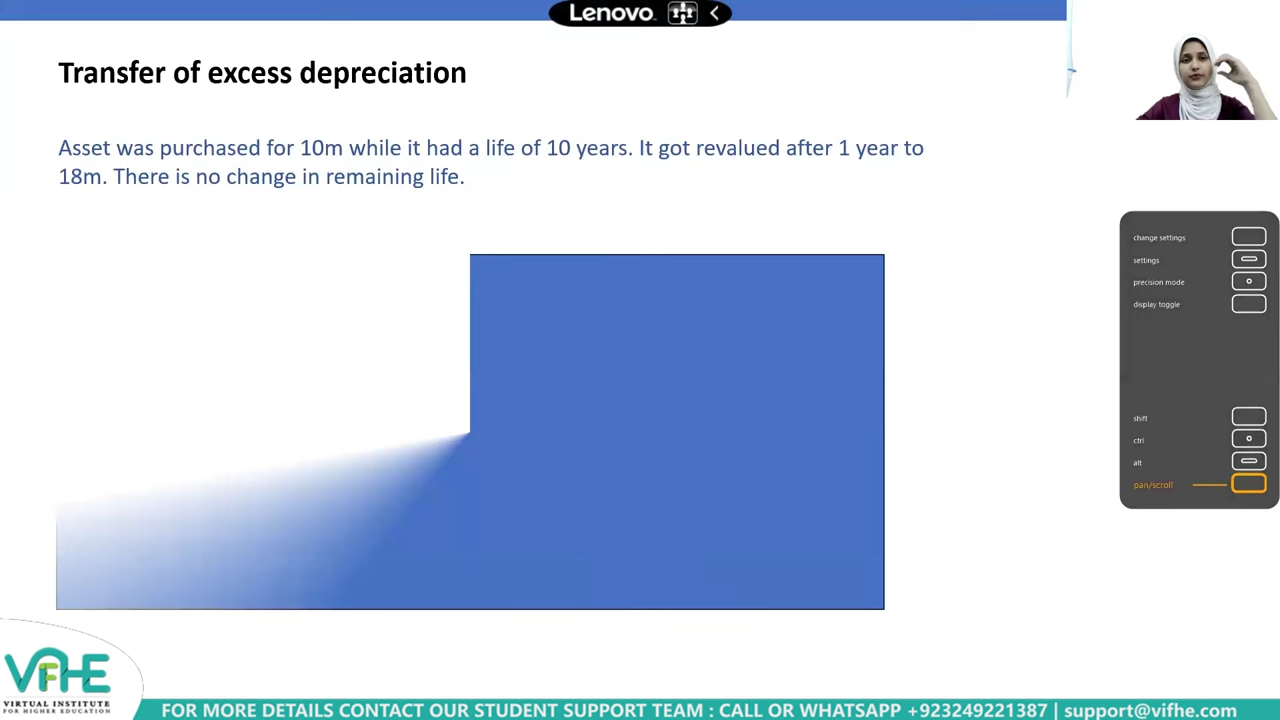 Lenovo
Transfer of excess depreciation
Asset was purchased for 10m while it had a life of 10 years. It got revalued after 1 year to
18m. There is no change in remaining life.
change settings
settings
precision mode
display toggle
shift
ctrl
alt
pan/scroll
VFHE
VIRTUAL INSTITUTE
FOR HIGHER EDUCATION
FOR MORE DETAILS CONTACT OUR STUDENT SUPPORT TEAM : CALL OR WHATSAPP +923249221387 | support@vifhe.com